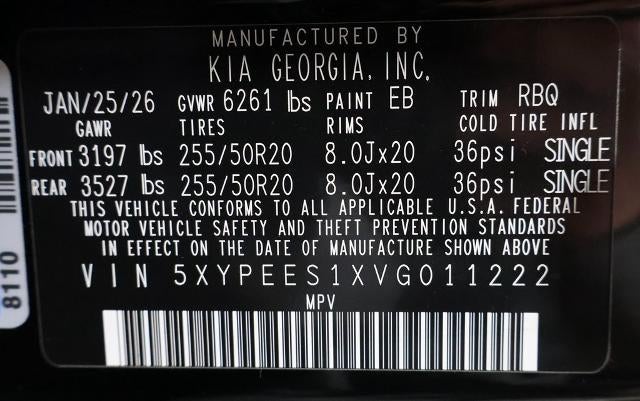 MANUFACTURED BY
KIA GEORGIA, INC.
JAN/25/26 GVWR 6261 lbs PAINT EB TRIM RBQ
GAWR TIRES RIMS COLD TIRE INFL
FRONT 3197 lbs 255/50R20 8.0Jx20 36psi SINGLE
REAR 3527 lbs 255/50R20 8.0Jx20 36psi SINGLE
THIS VEHICLE CONFORMS TO ALL APPLICABLE U.S.A. FEDERAL
MOTOR VEHICLE SAFETY AND THEFT PREVENTION STANDARDS
IN EFFECT ON THE DATE OF MANUFACTURE SHOWN ABOVE
VIN 5XYPEES1XVG011222
MPV
8110